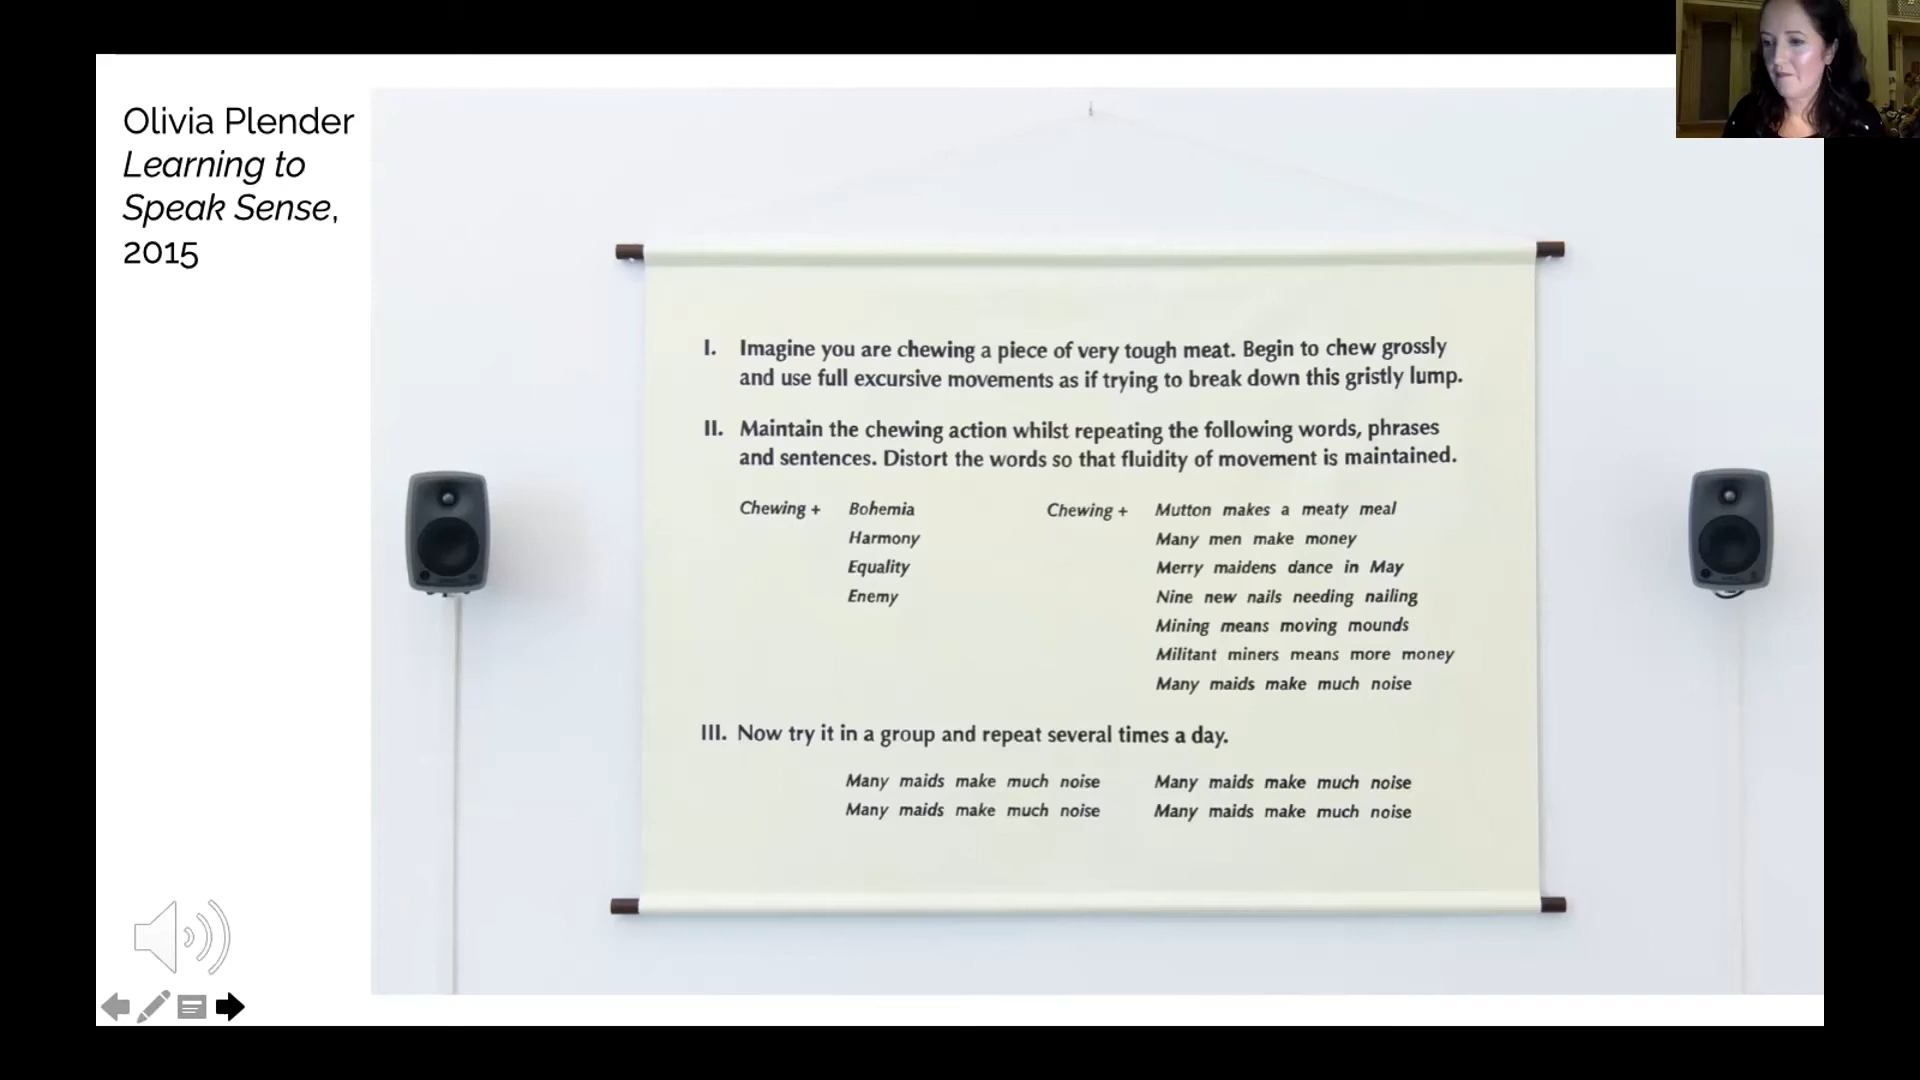 Olivia Plender
Learning to
Speak Sense,
2015
I. Imagine you are chewing a piece of very tough meat. Begin to chew grossly
and use full excursive movements as if trying to break down this gristly lump.
II. Maintain the chewing action whilst repeating the following words, phrases
and sentences. Distort the words so that fluidity of movement is maintained.
Chewing + Bohemia
Harmony
Equality
Enemy
Chewing + Mutton makes a meaty meal
Many men make money
Merry maidens dance in May
Nine new nails needing nailing
Mining means moving mounds
Militant miners means more money
Many maids make much noise
III. Now try it in a group and repeat several times a day.
Many maids make much noise Many maids make much noise
Many maids make much noise Many maids make much noise